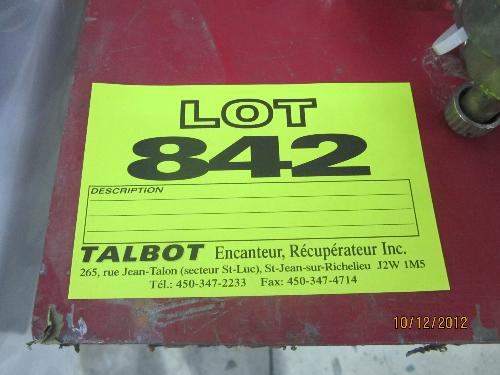 LOT
842
DESCRIPTION
TALBOT Encanteur, Récupérateur Inc.
265, rue Jean-Talon (secteur St-Luc), St-Jean-sur-Richelieu J2W 1M5
Tél.: 450-347-2233 Fax: 450-347-4714
10/12/2012